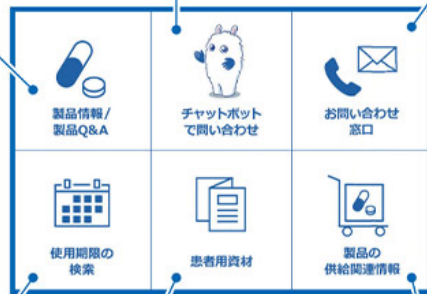 製品情報/
製品Q&A
チャットボット
で問い合わせ
お問い合わせ
窓口
使用期限の
検索
患者用資材
製品の
供給関連情報